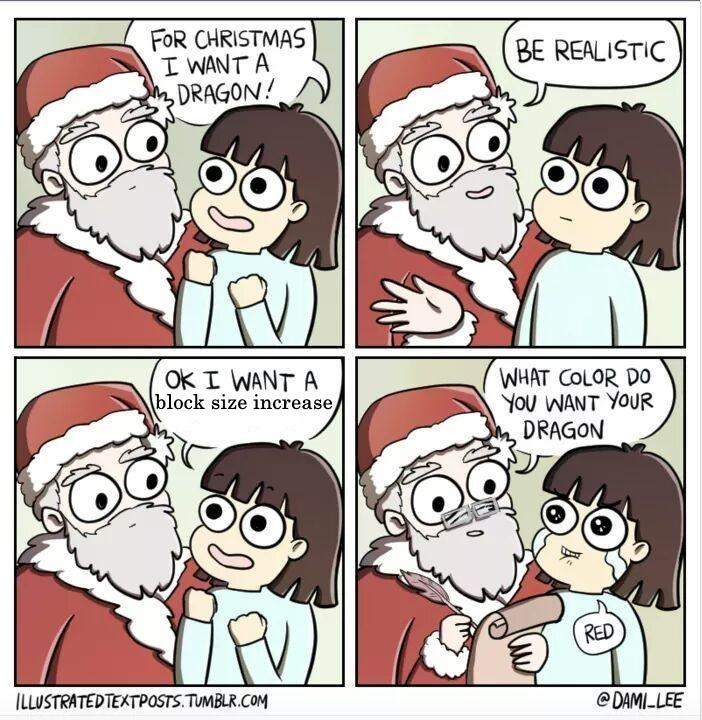 FOR CHRISTMAS
I WANT A
DRAGON!
BE REALISTIC
OK I WANT A
block size increase
WHAT COLOR DO
YOU WANT YOUR
DRAGON
RED
ILLUSTRATEDTEXTPOSTS.TUMBLR.COM
@DAMI_LEE